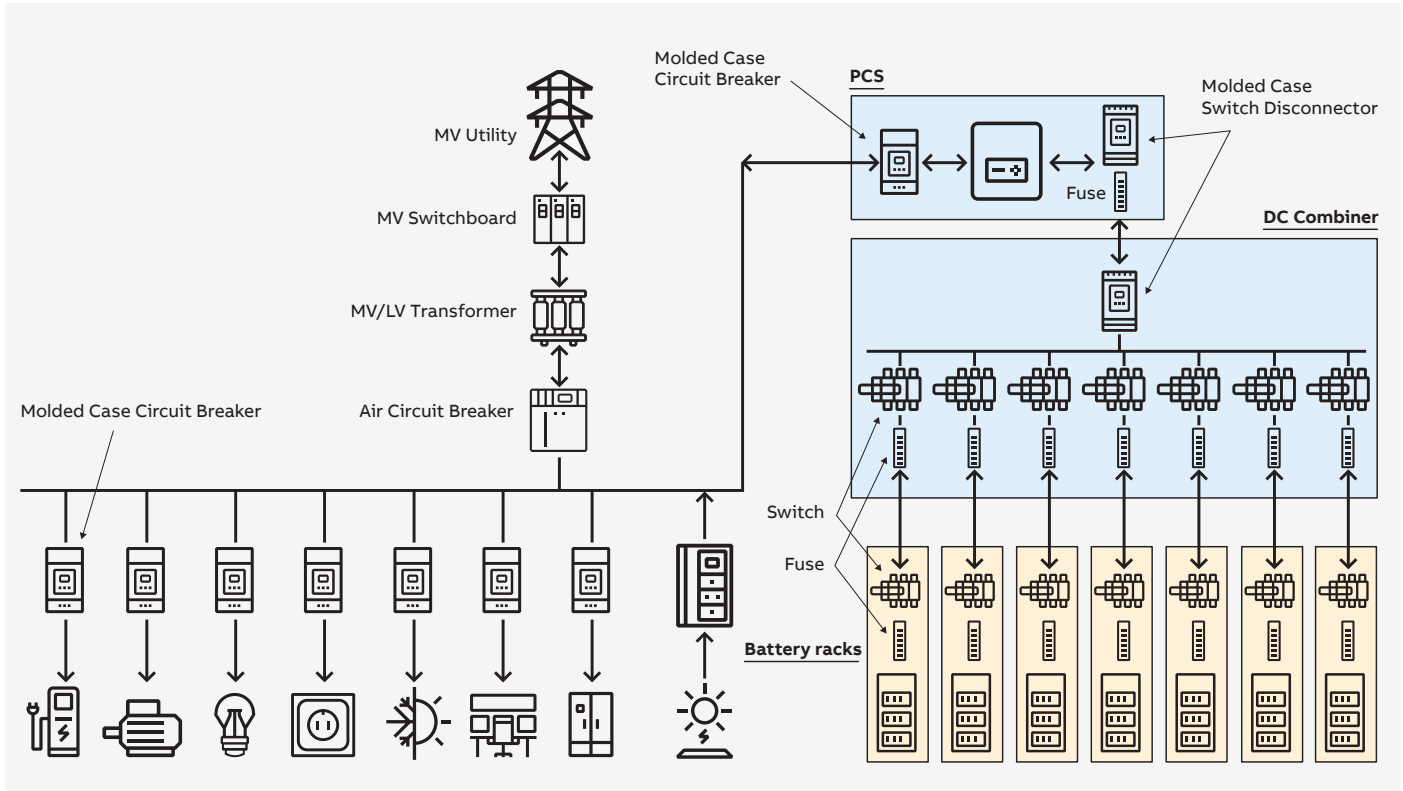 Molded Case
Circuit Breaker
PCS
Molded Case
Switch Disconnector
MV Utility
Fuse
MV Switchboard
DC Combiner
MV/LV Transformer
Molded Case Circuit Breaker
Air Circuit Breaker
Switch
Fuse
Battery racks